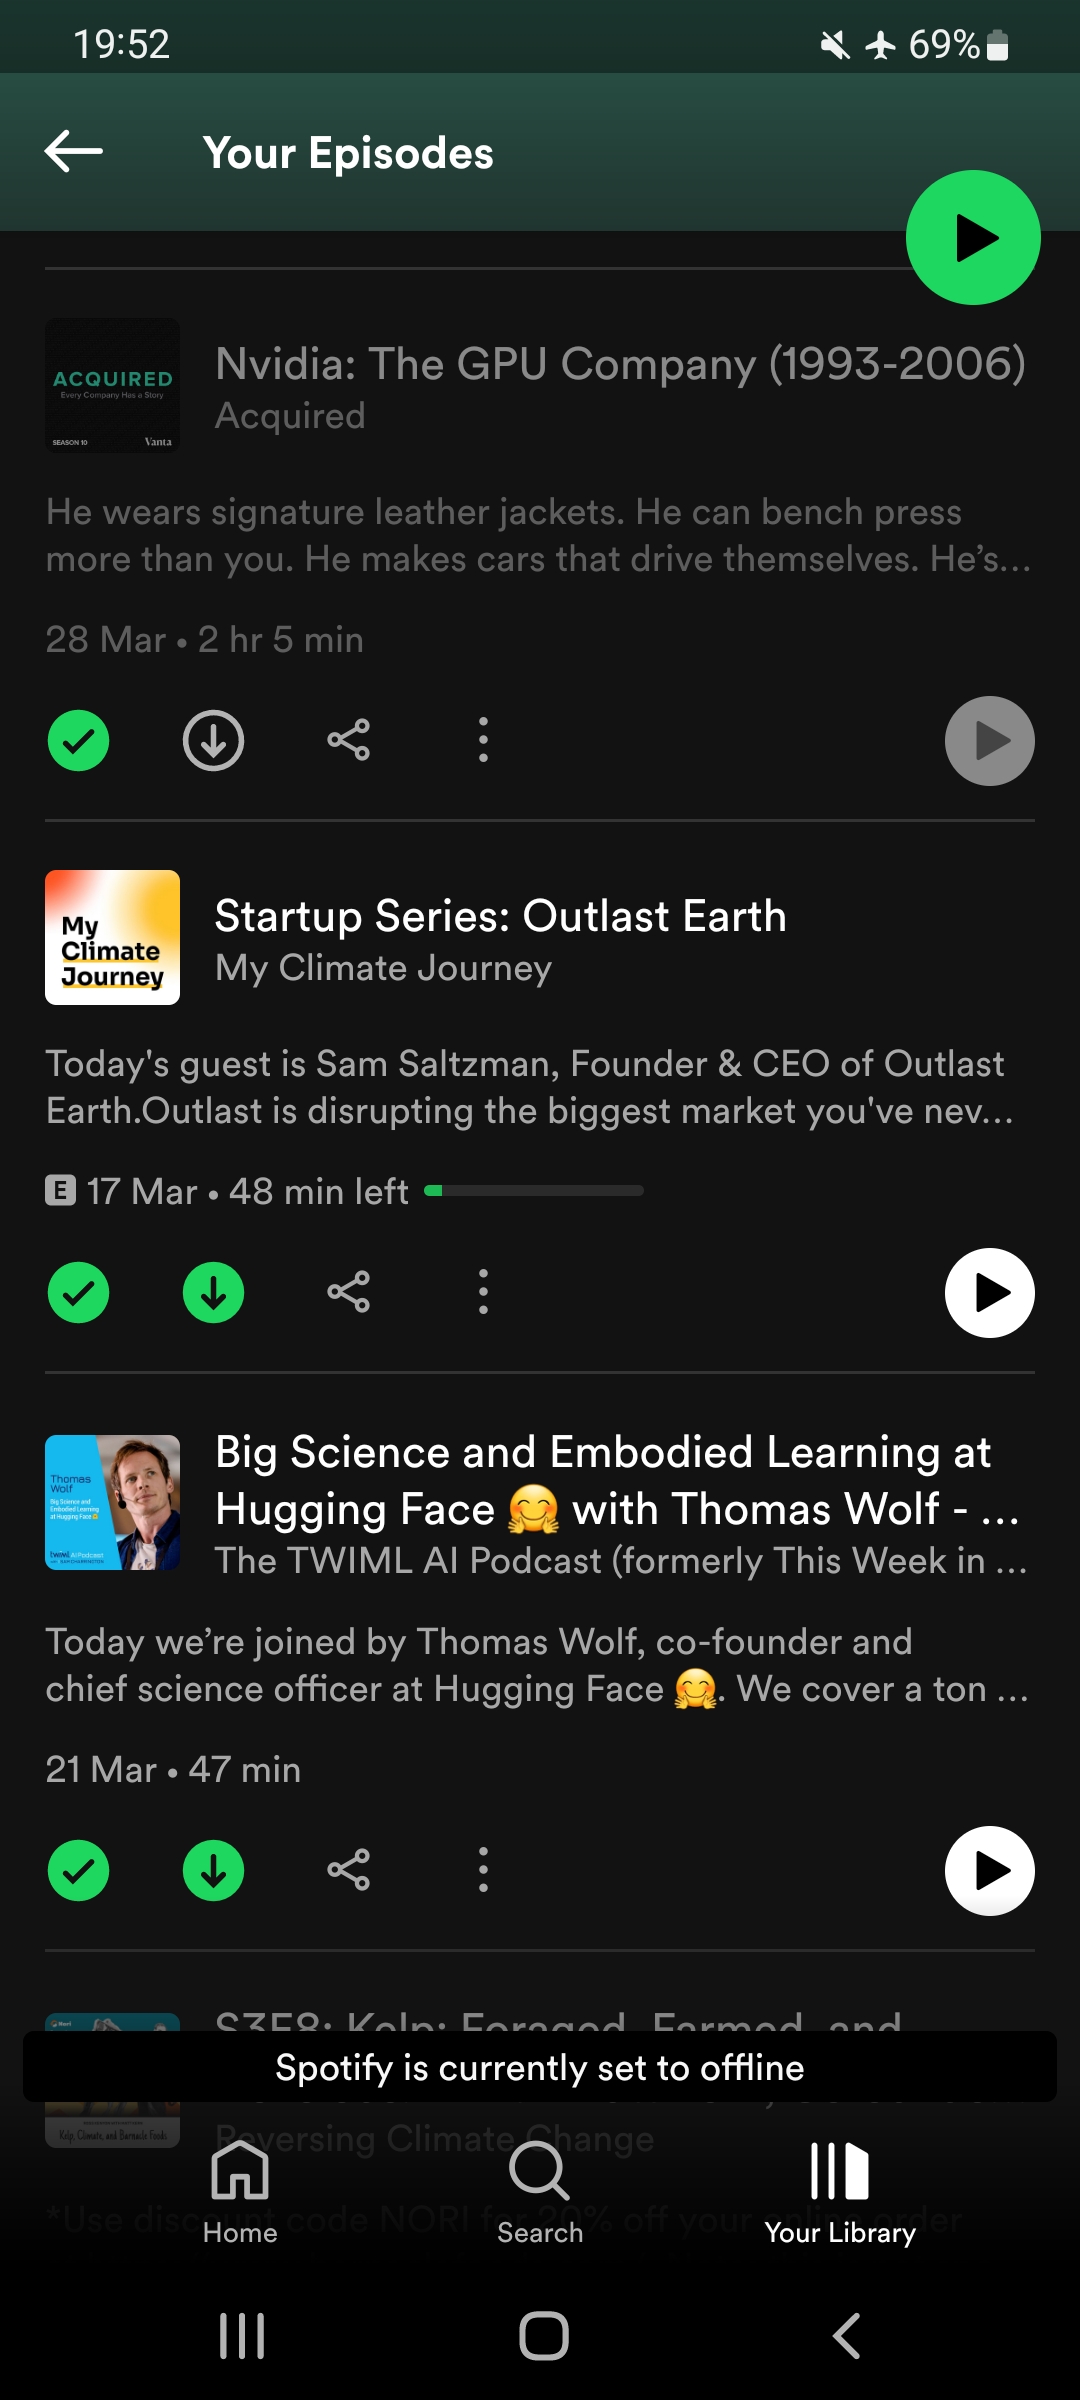 19:52
69%
Your Episodes
ACQUIRED
Every Company Has a Story
SEASON 10
Vanta
Nvidia: The GPU Company (1993-2006)
Acquired
He wears signature leather jackets. He can bench press
more than you. He makes cars that drive themselves. He’s...
28 Mar • 2 hr 5 min
My
Climate
Journey
Startup Series: Outlast Earth
My Climate Journey
Today's guest is Sam Saltzman, Founder & CEO of Outlast
Earth.Outlast is disrupting the biggest market you've nev...
E 17 Mar • 48 min left
Thomas
Wolf
Big Science and
Embodied Learning
at Hugging Face🤗
twiml AI Podcast
Big Science and Embodied Learning at
Hugging Face 🤗 with Thomas Wolf - ...
The TWIML AI Podcast (formerly This Week in ...
Today we’re joined by Thomas Wolf, co-founder and
chief science officer at Hugging Face 🤗. We cover a ton ...
21 Mar • 47 min
Nori
S3E8: Kelp: Foraged, Farmed, and
Spotify is currently set to offline
Kelp, Climate, and Barnacle Foods
Reversing Climate Change
*Use discount code NORI for 20% off your online order
Home
Search
Your Library